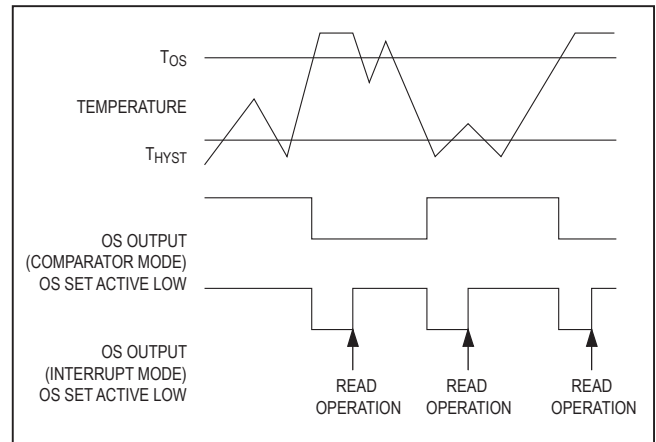 TOS
TEMPERATURE
THYST
OS OUTPUT
(COMPARATOR MODE)
OS SET ACTIVE LOW
OS OUTPUT
(INTERRUPT MODE)
OS SET ACTIVE LOW
READ
OPERATION
READ
OPERATION
READ
OPERATION